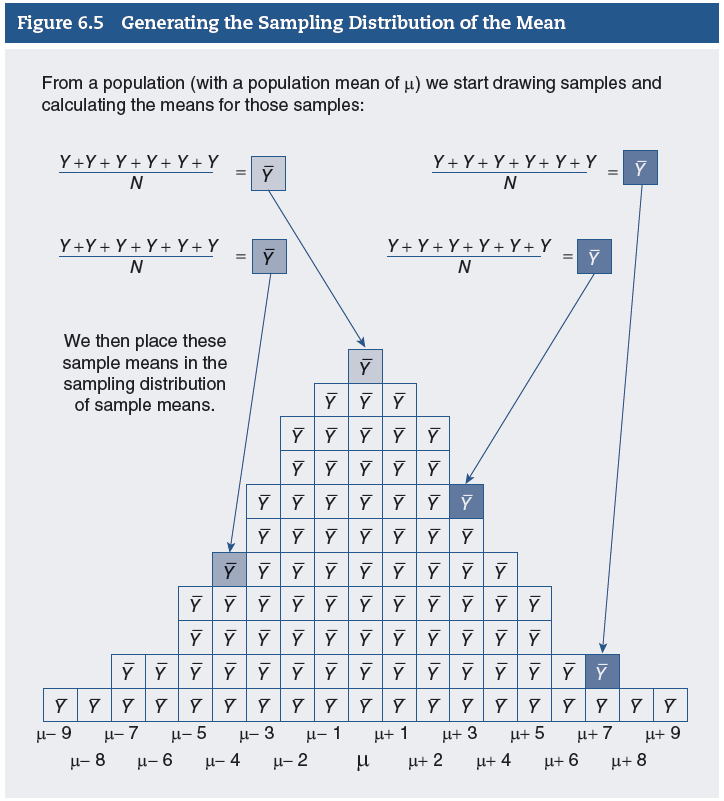 Figure 6.5 Generating the Sampling Distribution of the Mean
From a population (with a population mean of μ) we start drawing samples and
calculating the means for those samples:
Y +Y + Y + Y + Y + Y
N
= Ȳ
Y + Y + Y + Y + Y + Y
N
= Ȳ
Y +Y + Y + Y + Y + Y
N
= Ȳ
Y + Y + Y + Y + Y + Y
N
= Ȳ
We then place these
sample means in the
sampling distribution
of sample means.
Ȳ
Ȳ Ȳ Ȳ
Ȳ Ȳ Ȳ Ȳ Ȳ
Ȳ Ȳ Ȳ Ȳ Ȳ
Ȳ Ȳ Ȳ Ȳ Ȳ Ȳ Ȳ
Ȳ Ȳ Ȳ Ȳ Ȳ Ȳ Ȳ
Ȳ Ȳ Ȳ Ȳ Ȳ Ȳ Ȳ Ȳ Ȳ
Ȳ Ȳ Ȳ Ȳ Ȳ Ȳ Ȳ Ȳ Ȳ Ȳ Ȳ
Ȳ Ȳ Ȳ Ȳ Ȳ Ȳ Ȳ Ȳ Ȳ Ȳ Ȳ
Ȳ Ȳ Ȳ Ȳ Ȳ Ȳ Ȳ Ȳ Ȳ Ȳ Ȳ Ȳ Ȳ Ȳ Ȳ
Ȳ Ȳ Ȳ Ȳ Ȳ Ȳ Ȳ Ȳ Ȳ Ȳ Ȳ Ȳ Ȳ Ȳ Ȳ Ȳ Ȳ Ȳ Ȳ
μ– 9 μ– 7 μ– 5 μ– 3 μ– 1 μ+ 1 μ+ 3 μ+ 5 μ+ 7 μ+ 9
μ– 8 μ– 6 μ– 4 μ– 2 μ μ+ 2 μ+ 4 μ+ 6 μ+ 8